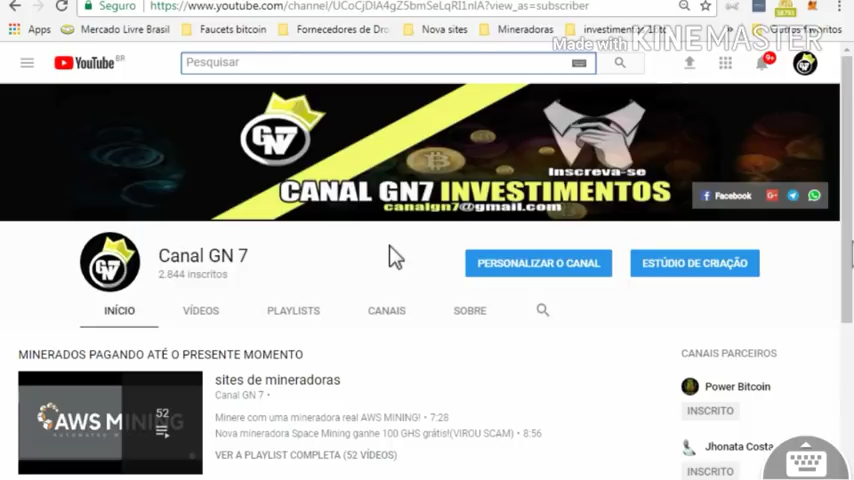 Seguro https://www.youtube.com/channel/UCoCjDIA4gZSbmSeLqRI1nIA?view_as=subscriber
Apps Mercado Livre Brasil Faucets bitcoin Fornecedores de Dro Nova sites Mineradoras Outros favoritos
Made with KINEMASTER
YouTube BR Pesquisar 9+
GN7
Inscreva-se
CANAL GN7 INVESTIMENTOS
canalgn7@gmail.com
Facebook
GN7
Canal GN 7
2.844 inscritos
PERSONALIZAR O CANAL ESTÚDIO DE CRIAÇÃO
INÍCIO VÍDEOS PLAYLISTS CANAIS SOBRE
MINERADOS PAGANDO ATÉ O PRESENTE MOMENTO
CANAIS PARCEIROS
sites de mineradoras
Canal GN 7 •
Minere com uma mineradora real AWS MINING! • 7:28
Nova mineradora Space Mining ganhe 100 GHS grátis!(VIROU SCAM) • 8:56
VER A PLAYLIST COMPLETA (52 VÍDEOS)
AWS MINING
52
Power Bitcoin
INSCRITO
Jhonata Costa
INSCRITO